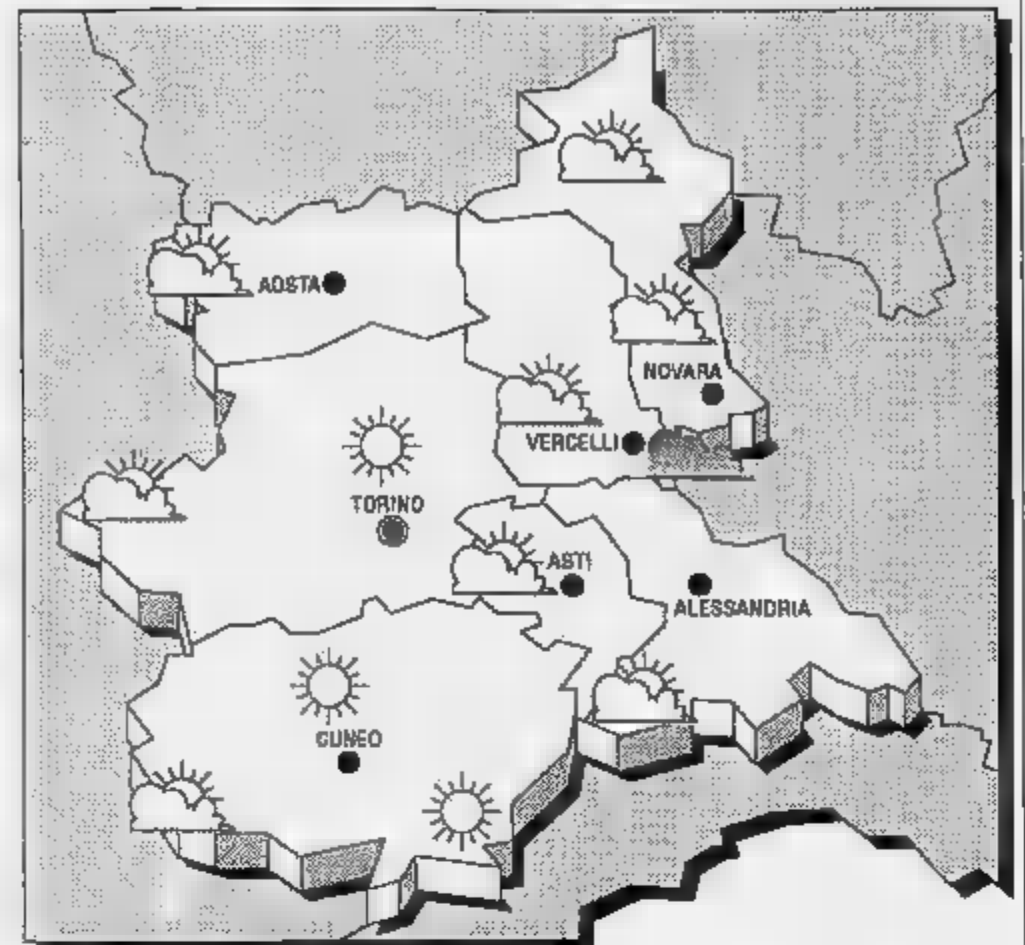 AOSTA
NOVARA
VERCELLI
TORINO
ASTI
ALESSANDRIA
CUNEO